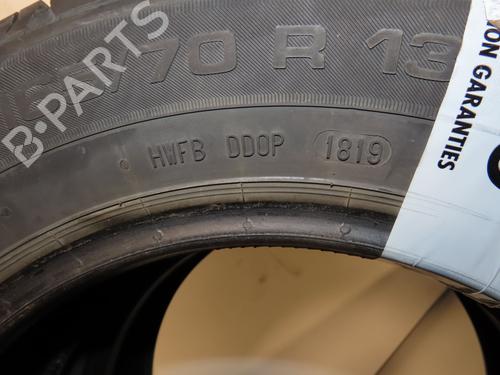 /70 R 13
HWFB DDOP 1819
B-PARTS
ON GARANTIES